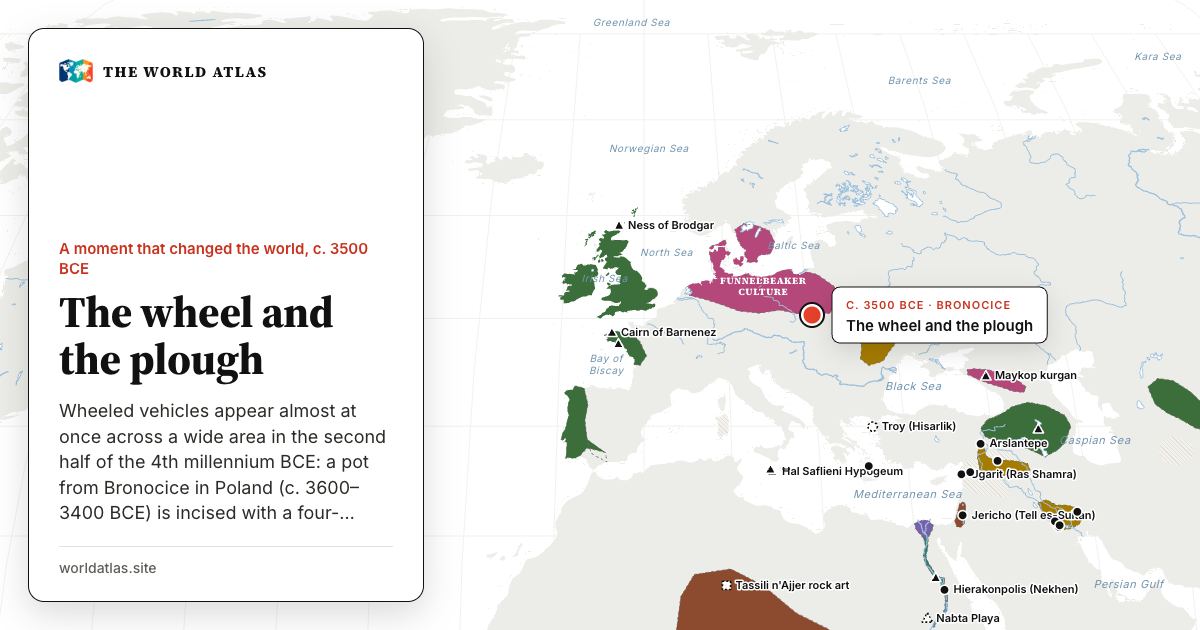 THE WORLD ATLAS
A moment that changed the world, c. 3500
BCE
The wheel and
the plough
Wheeled vehicles appear almost at
once across a wide area in the second
half of the 4th millennium BCE: a pot
from Bronocice in Poland (c. 3600–
3400 BCE) is incised with a four-...
worldatlas.site
Greenland Sea
Kara Sea
Barents Sea
Norwegian Sea
Ness of Brodgar
North Sea
Baltic Sea
Irish Sea
FUNNELBEAKER
CULTURE
C. 3500 BCE · BRONOCICE
The wheel and the plough
Cairn of Barnenez
Bay of
Biscay
Maykop kurgan
Black Sea
Troy (Hisarlik)
Arslantepe
Caspian Sea
Ħal Saflieni Hypogeum
Ugarit (Ras Shamra)
Mediterranean Sea
Jericho (Tell es-Sultan)
Tassili n'Ajjer rock art
Hierakonpolis (Nekhen)
Persian Gulf
Nabta Playa